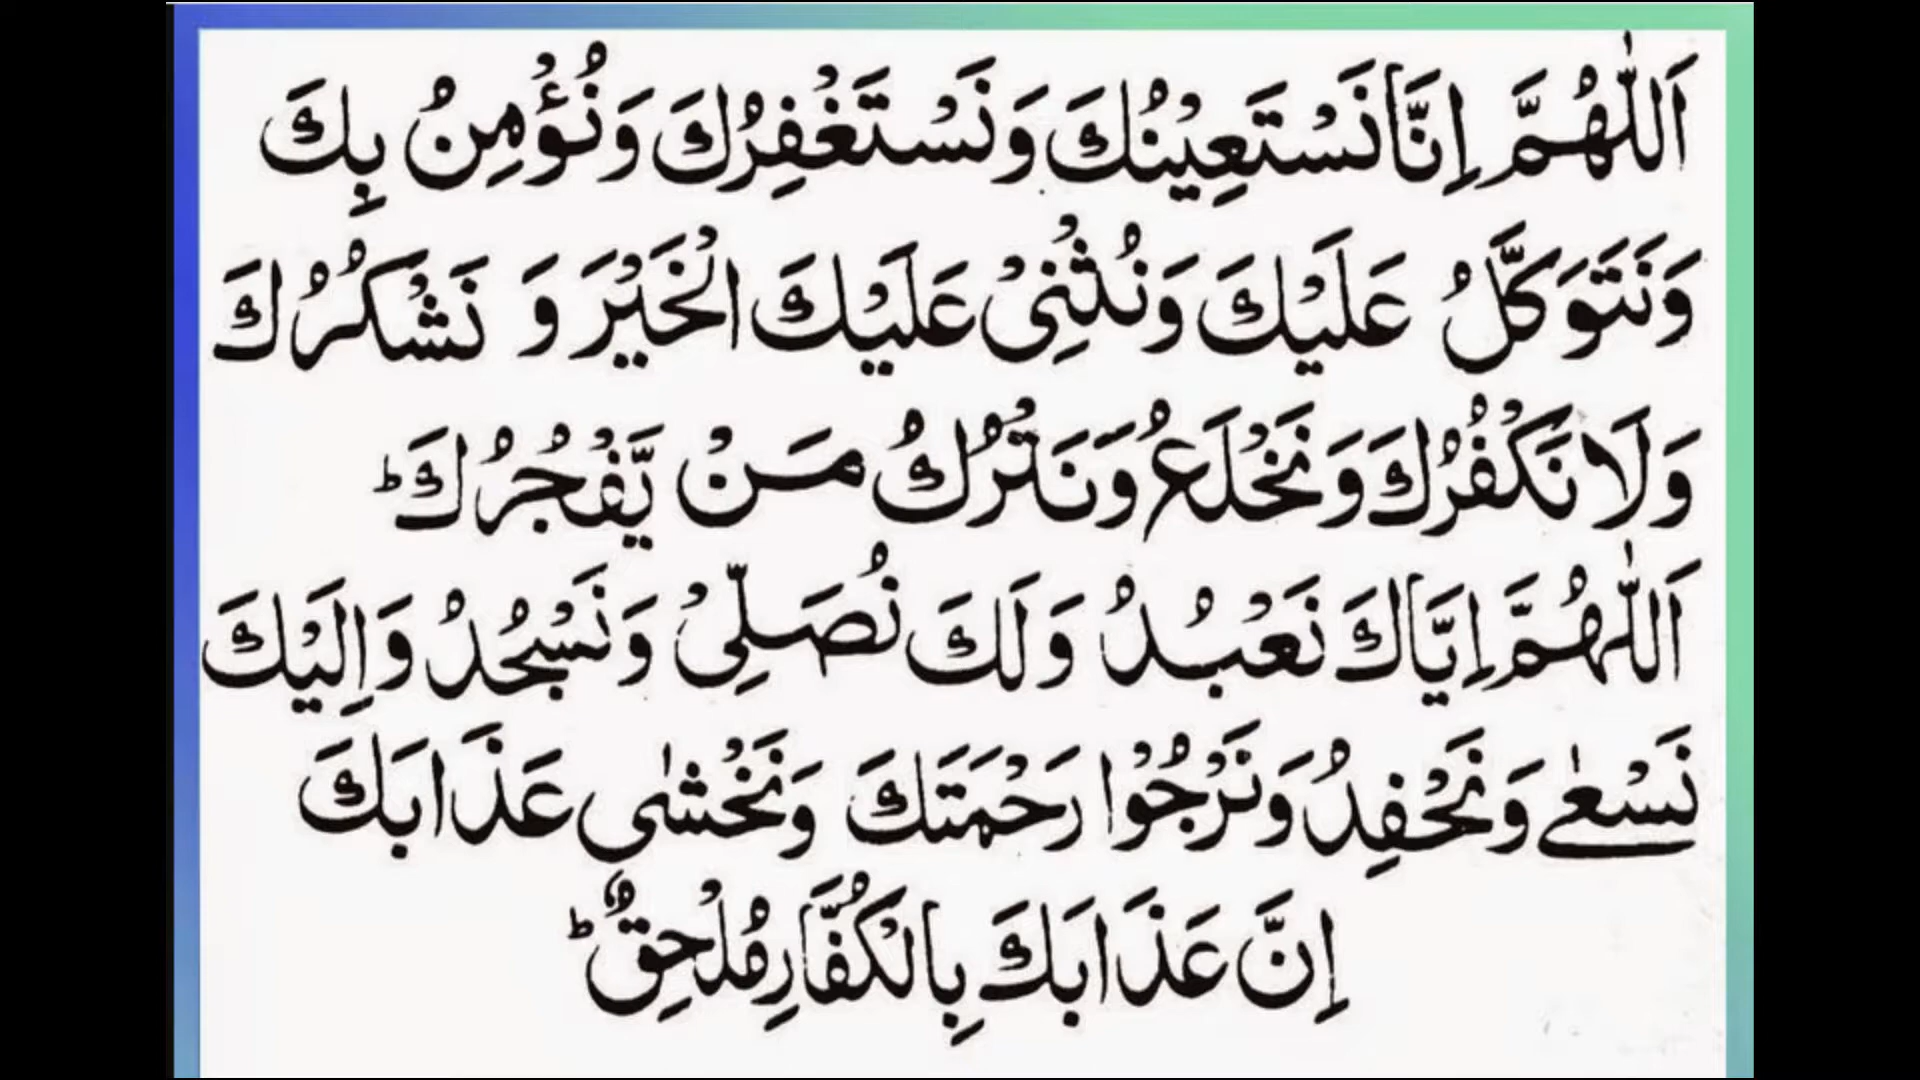 اَللّٰهُمَّ اِنَّا نَسْتَعِيْنُكَ وَنَسْتَغْفِرُكَ وَنُؤْمِنُ بِكَ
وَنَتَوَكَّلُ عَلَيْكَ وَنُثْنِیْ عَلَيْكَ الْخَيْرَ وَ نَشْكُرُكَ
وَلَا نَكْفُرُكَ وَنَخْلَعُ وَنَتْرُكُ مَنْ يَّفْجُرُكَ ؕ
اَللّٰهُمَّ اِيَّاكَ نَعْبُدُ وَلَكَ نُصَلِّیْ وَنَسْجُدُ وَاِلَيْكَ
نَسْعٰے وَنَحْفِدُ وَنَرْجُوْا رَحْمَتَكَ وَنَخْشٰی عَذَابَكَ
اِنَّ عَذَابَكَ بِالْكُفَّارِ مُلْحِقٌ ؕ